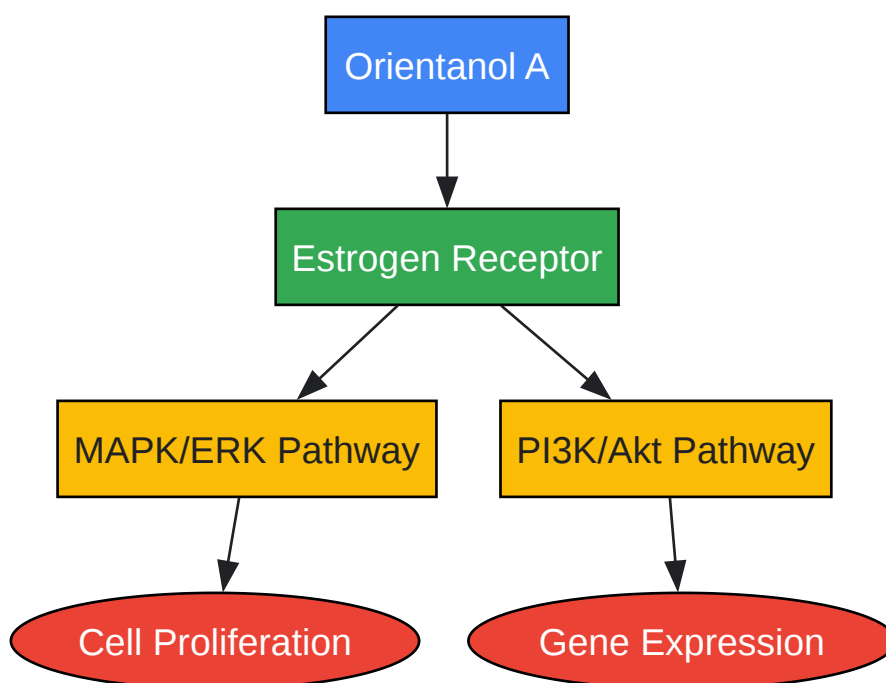 Orientanol A
Estrogen Receptor
MAPK/ERK Pathway
PI3K/Akt Pathway
Cell Proliferation
Gene Expression